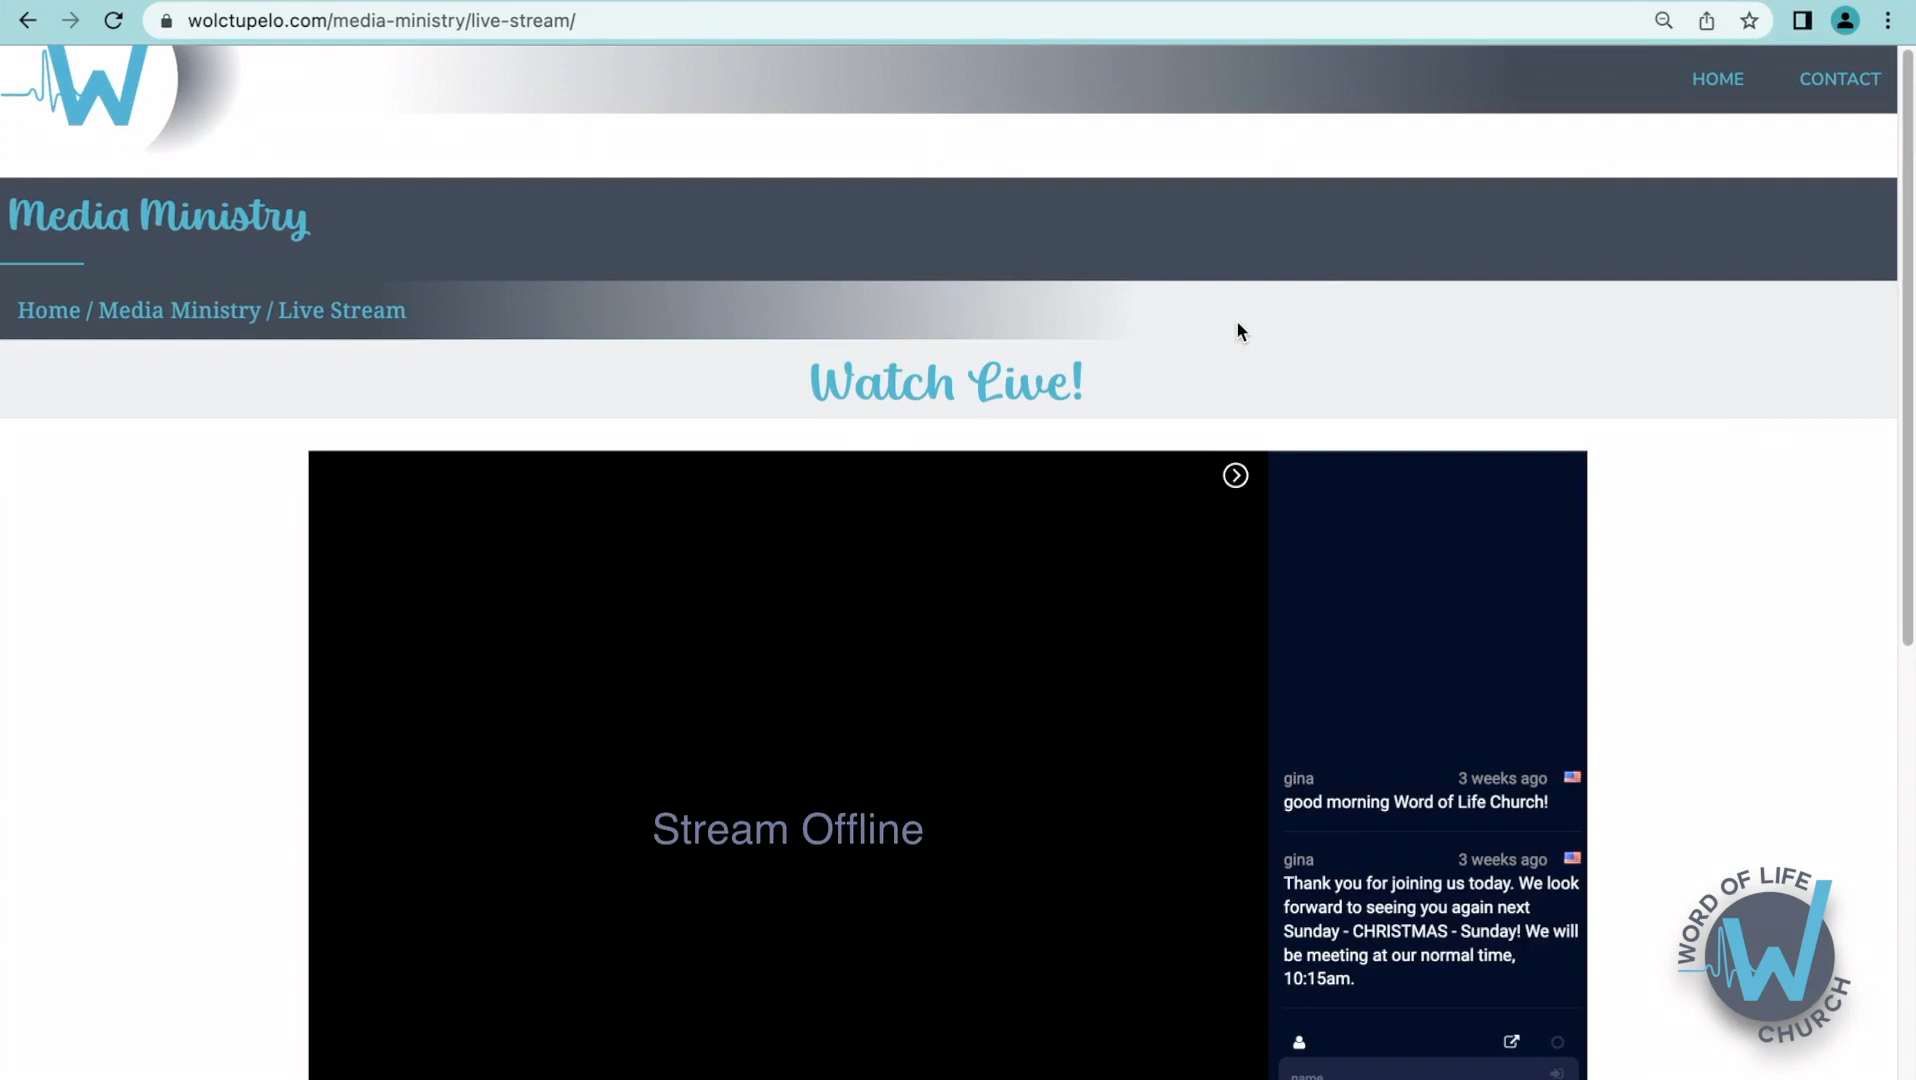 wolctupelo.com/media-ministry/live-stream/
W
HOME CONTACT
Media Ministry
Home / Media Ministry / Live Stream
Watch Live!
Stream Offline
gina 3 weeks ago
good morning Word of Life Church!
gina 3 weeks ago
Thank you for joining us today. We look
forward to seeing you again next
Sunday - CHRISTMAS - Sunday! We will
be meeting at our normal time,
10:15am.
name
WORD OF LIFE
W
CHURCH